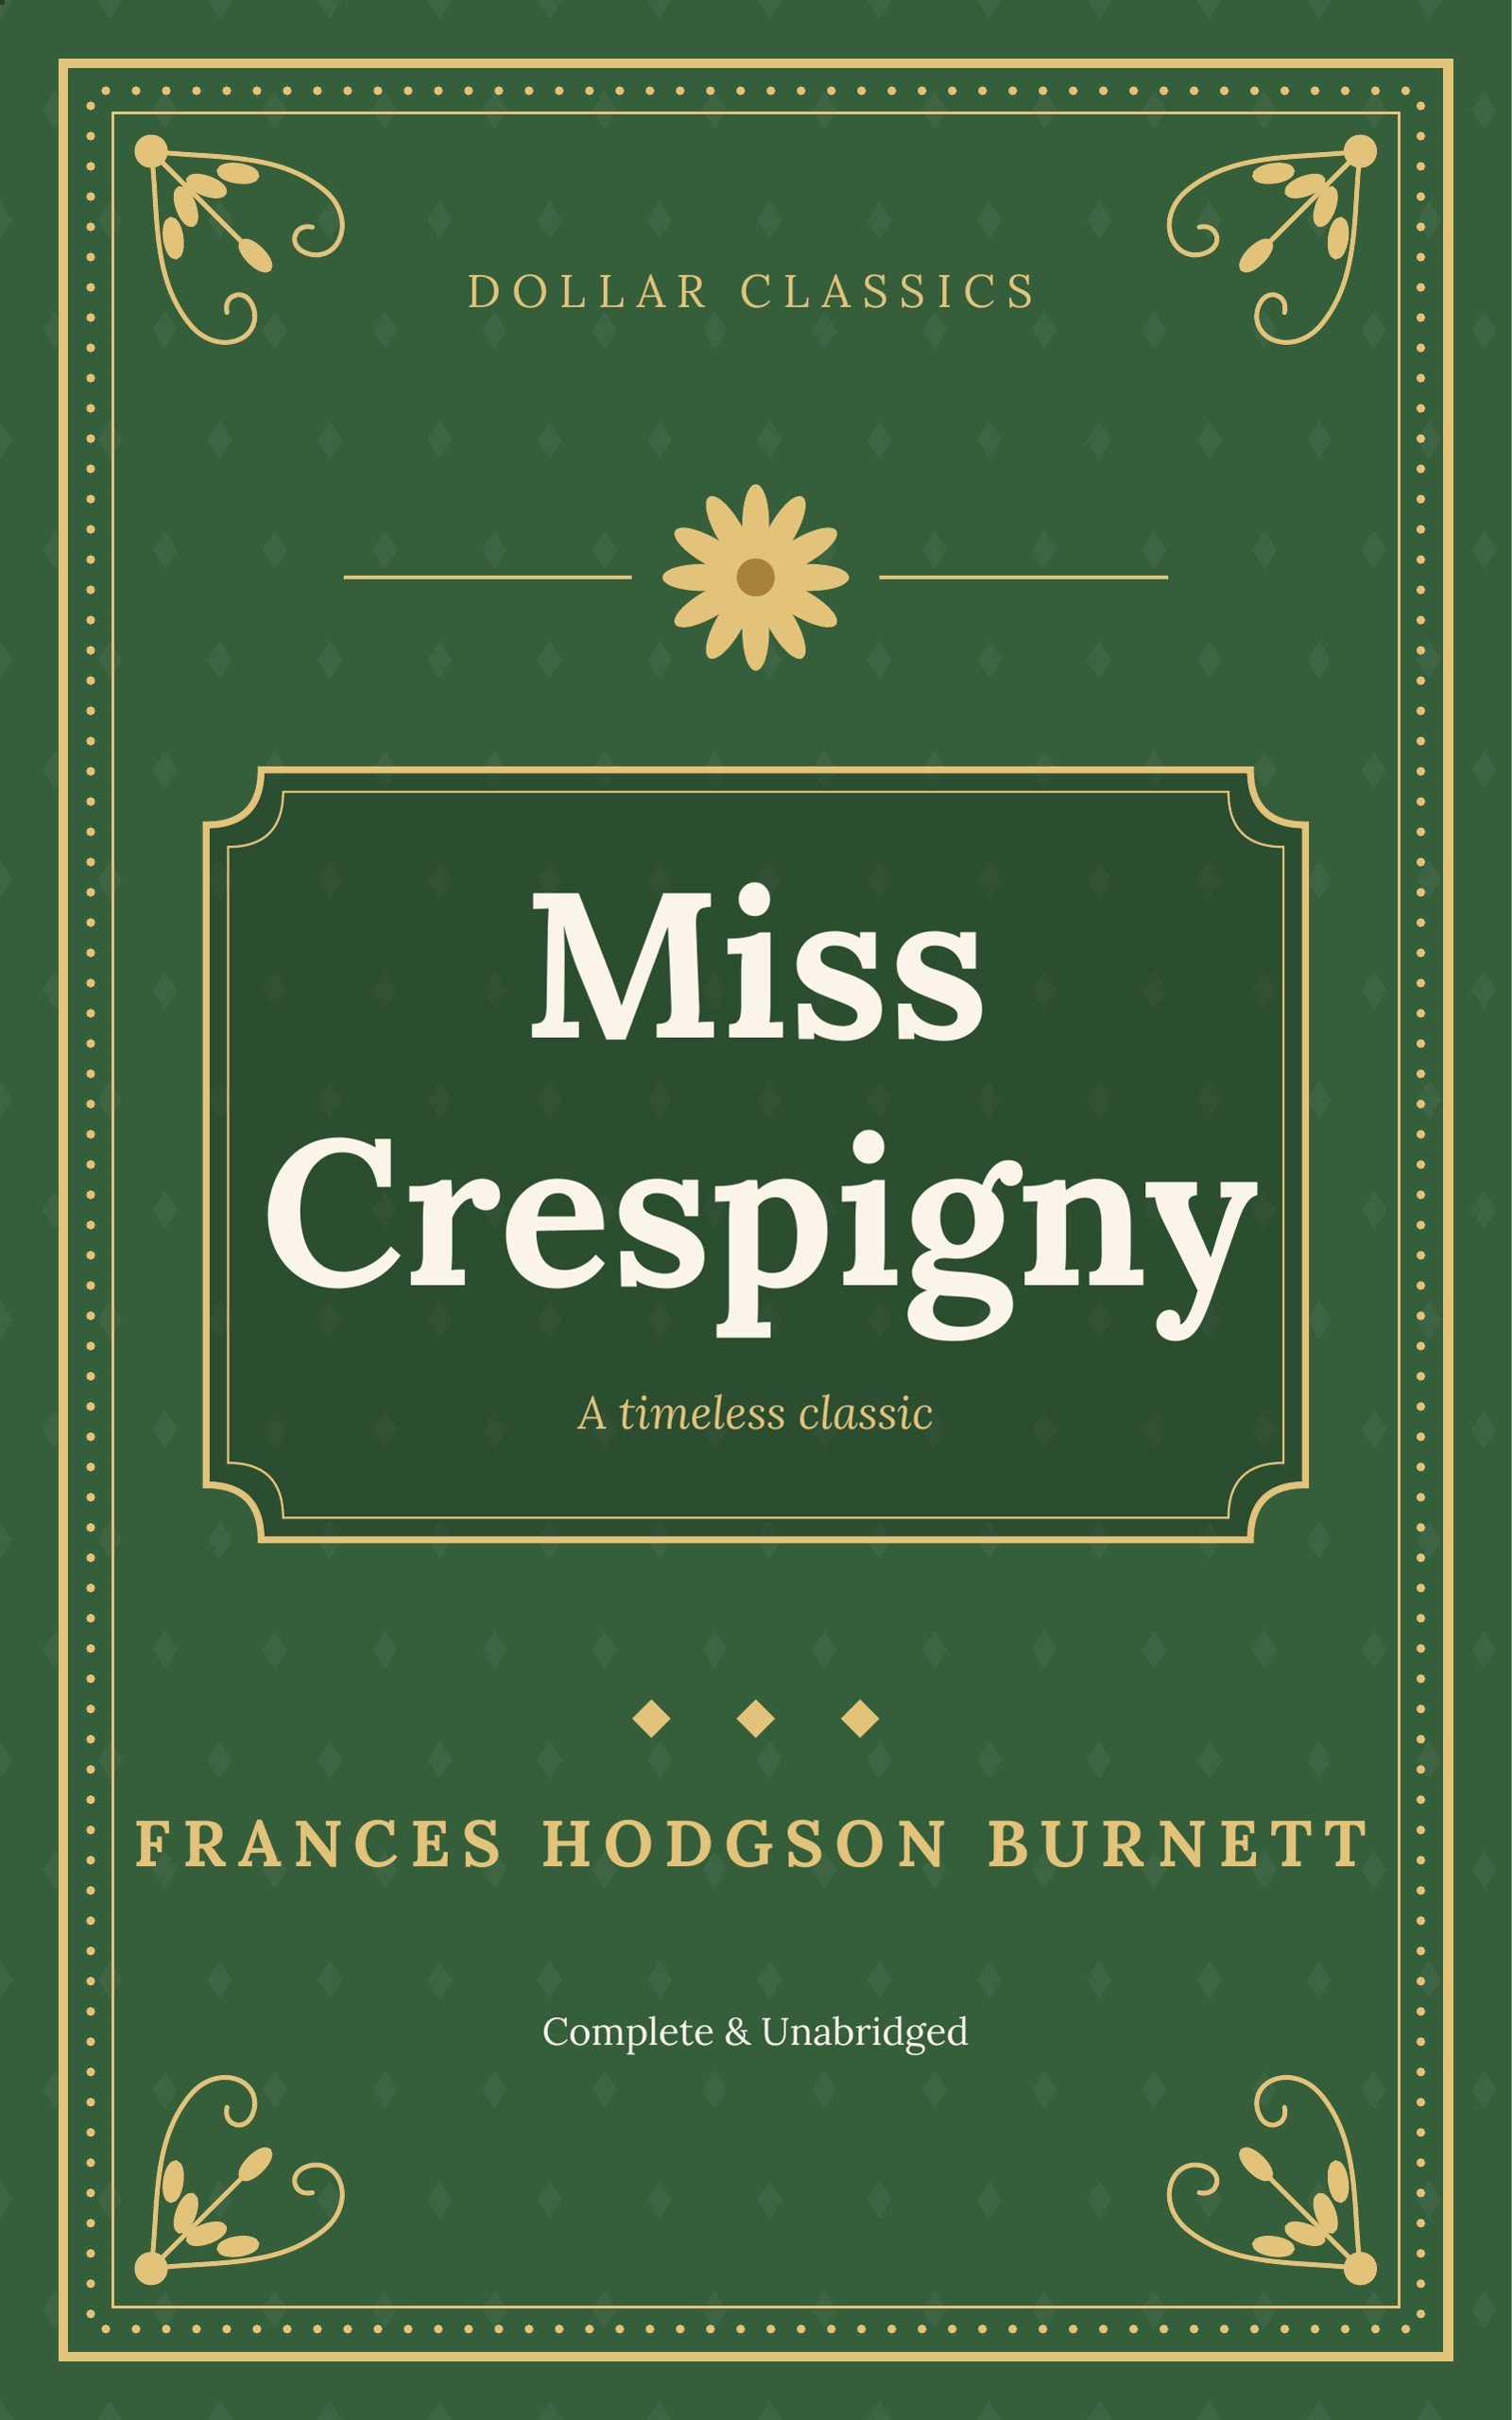 DOLLAR CLASSICS
Miss
Crespigny
A timeless classic
FRANCES HODGSON BURNETT
Complete & Unabridged